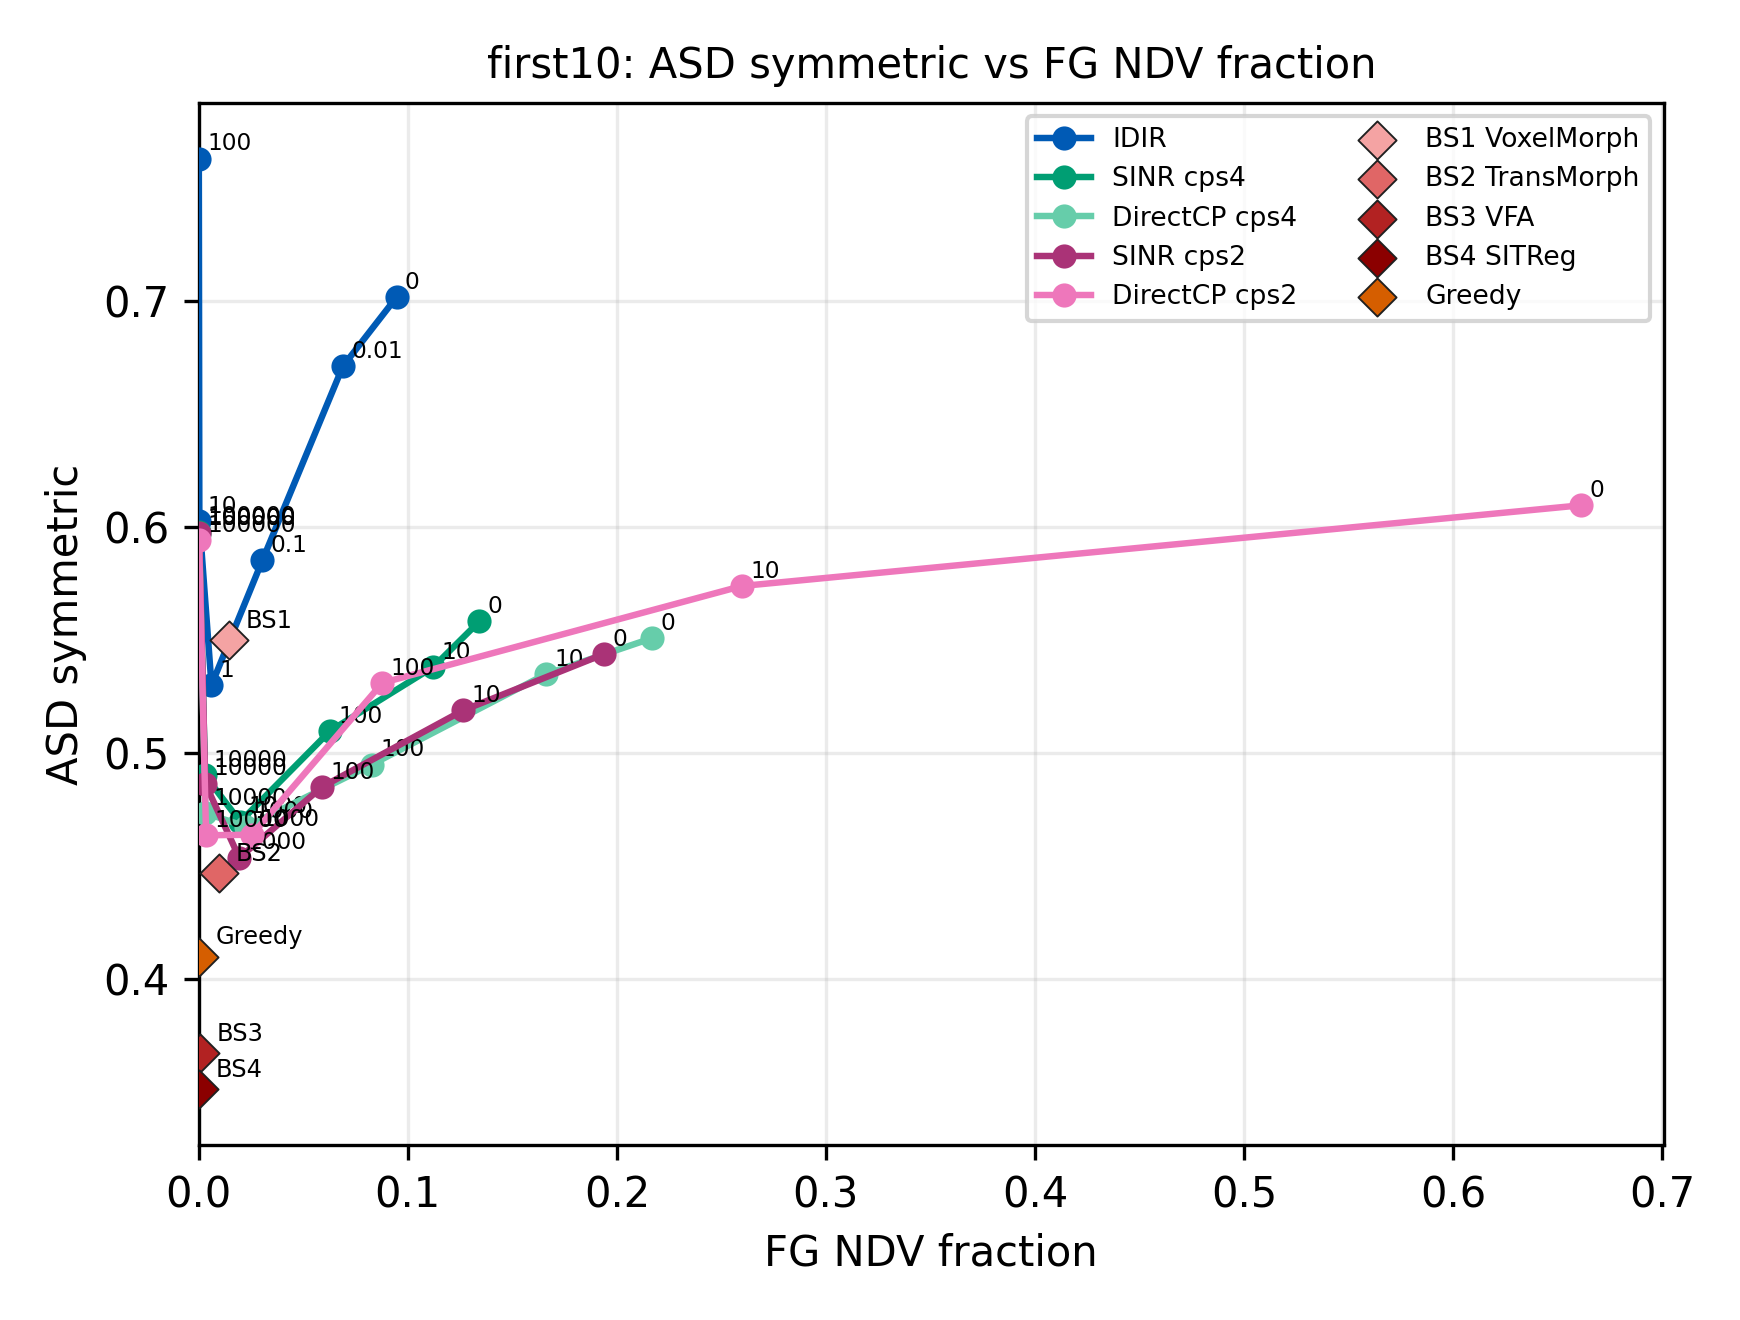 first10: ASD symmetric vs FG NDV fraction
IDIR
SINR cps4
DirectCP cps4
SINR cps2
DirectCP cps2
BS1 VoxelMorph
BS2 TransMorph
BS3 VFA
BS4 SITReg
Greedy
100
0
0.01
10
100000
0.1
BS1
1
0
10
0
10
0
10
0
10
100
100
100
100
10000
10000
10000
10000
1000
BS2
Greedy
BS3
BS4
0.7
0.6
0.5
0.4
ASD symmetric
0.0
0.1
0.2
0.3
0.4
0.5
0.6
0.7
FG NDV fraction